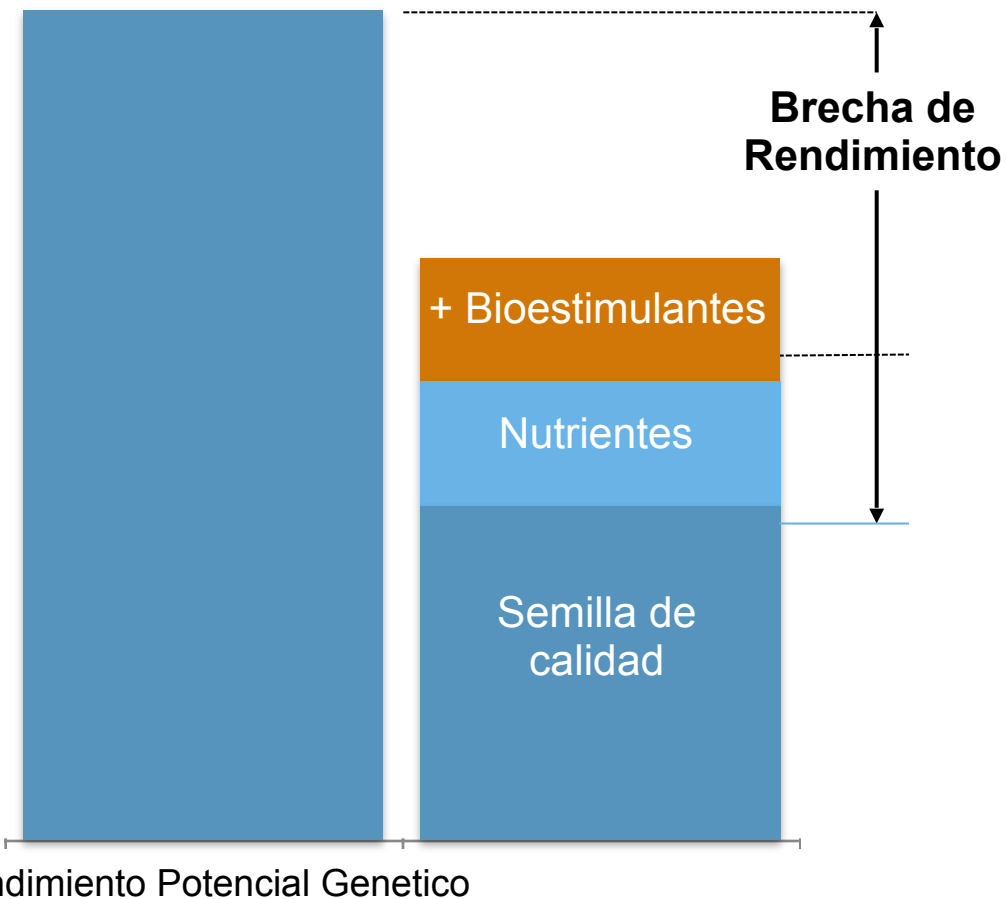 Brecha de
Rendimiento
+ Bioestimulantes
Nutrientes
Semilla de
calidad
ndimiento Potencial Genetico